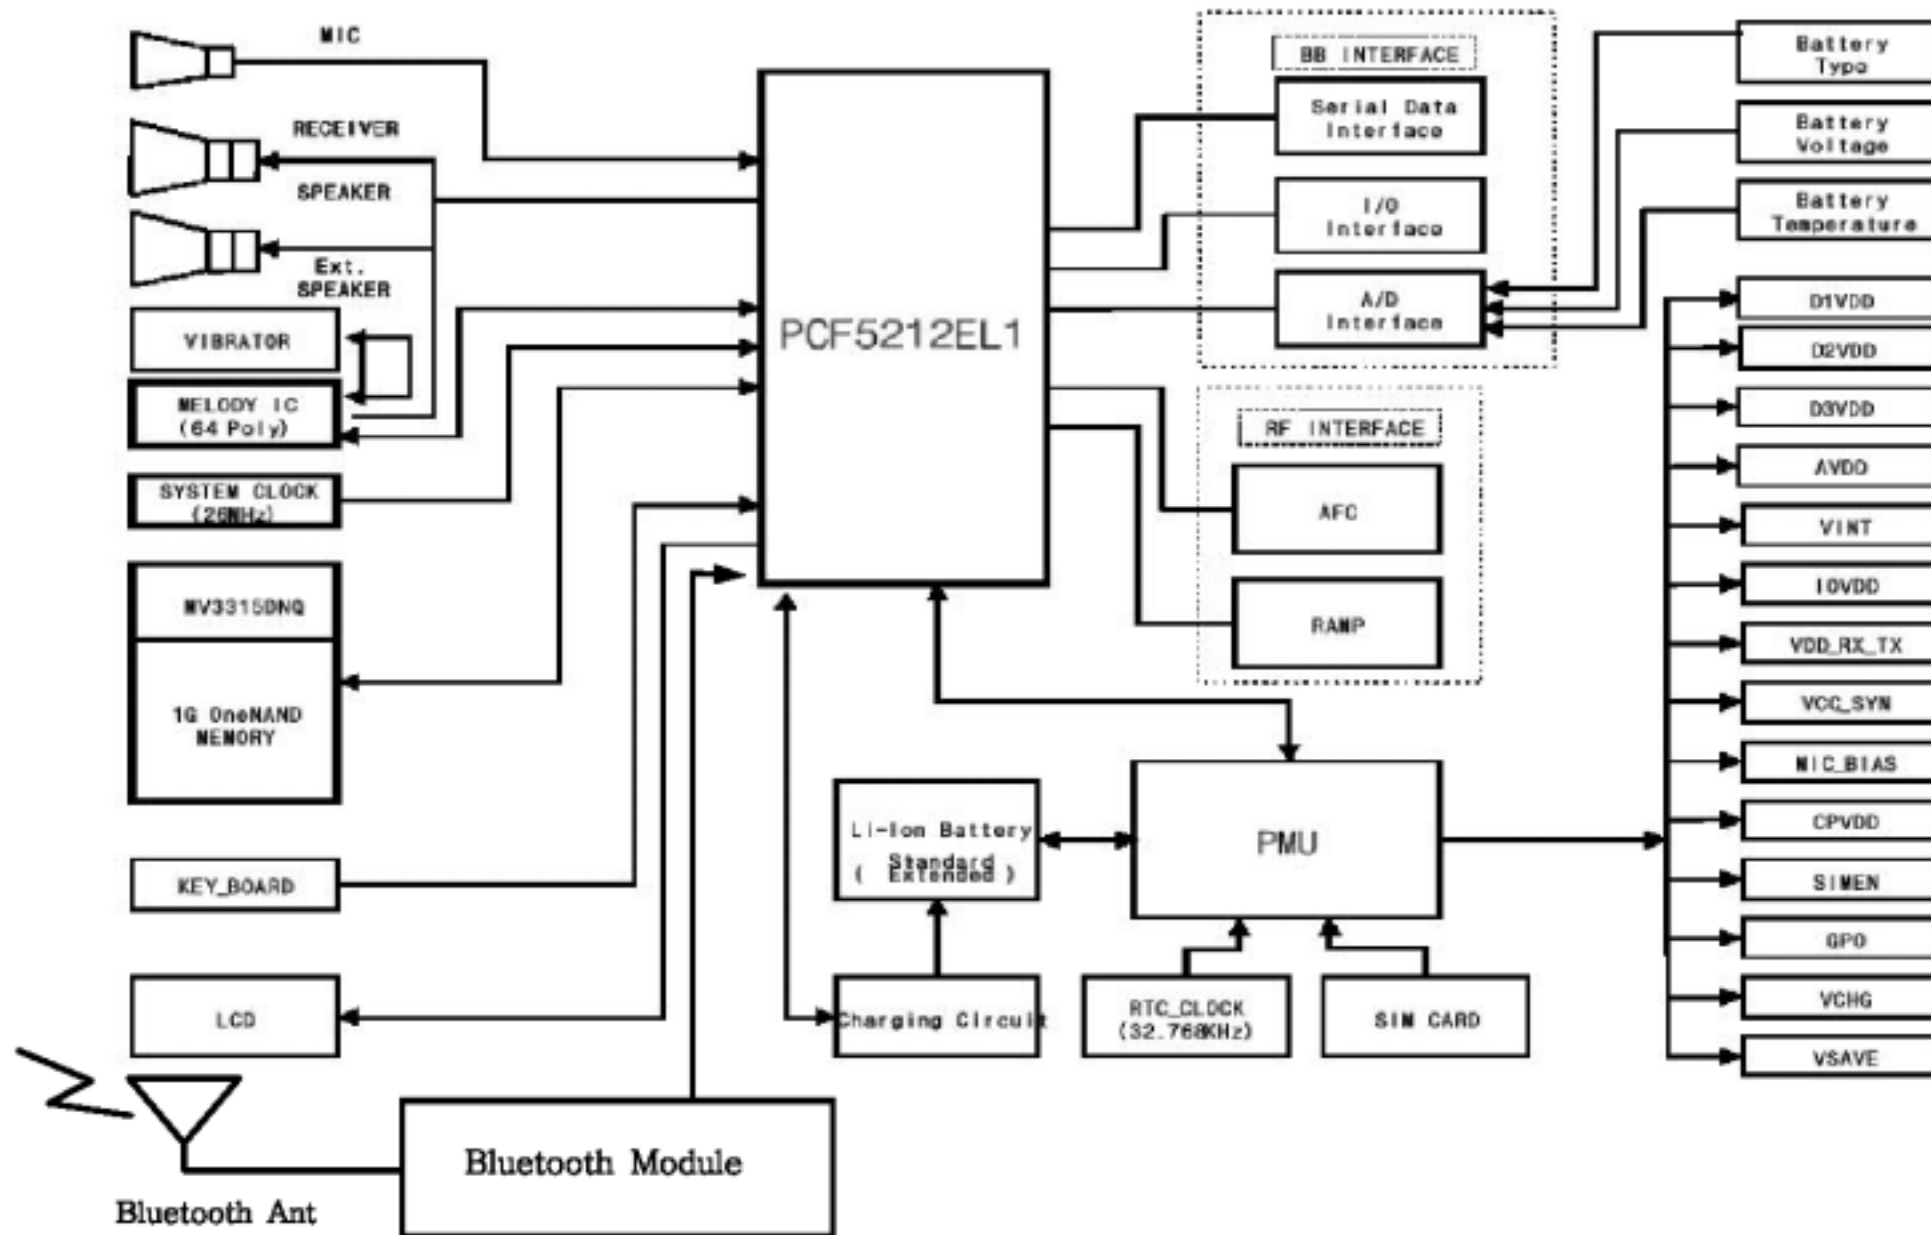 MIC
RECEIVER
SPEAKER
Ext.
SPEAKER
VIBRATOR
MELODY IC
(64 Poly)
SYSTEM CLOCK
(26MHz)
MV3315DNQ
1G OneNAND
MEMORY
KEY_BOARD
LCD
Bluetooth Ant
Bluetooth Module
PCF5212EL1
BB INTERFACE
Serial Data
Interface
I/O
Interface
A/D
Interface
RF INTERFACE
AFC
RAMP
Li-Ion Battery
Standard
( Extended )
Charging Circuit
PMU
RTC_CLOCK
(32.768KHz)
SIM CARD
Battery
Type
Battery
Voltage
Battery
Temperature
D1VDD
D2VDD
D3VDD
AVDD
VINT
IOVDD
VDD_RX_TX
VCC_SYN
MIC_BIAS
CPVDD
SIMEN
GPO
VCHG
VSAVE